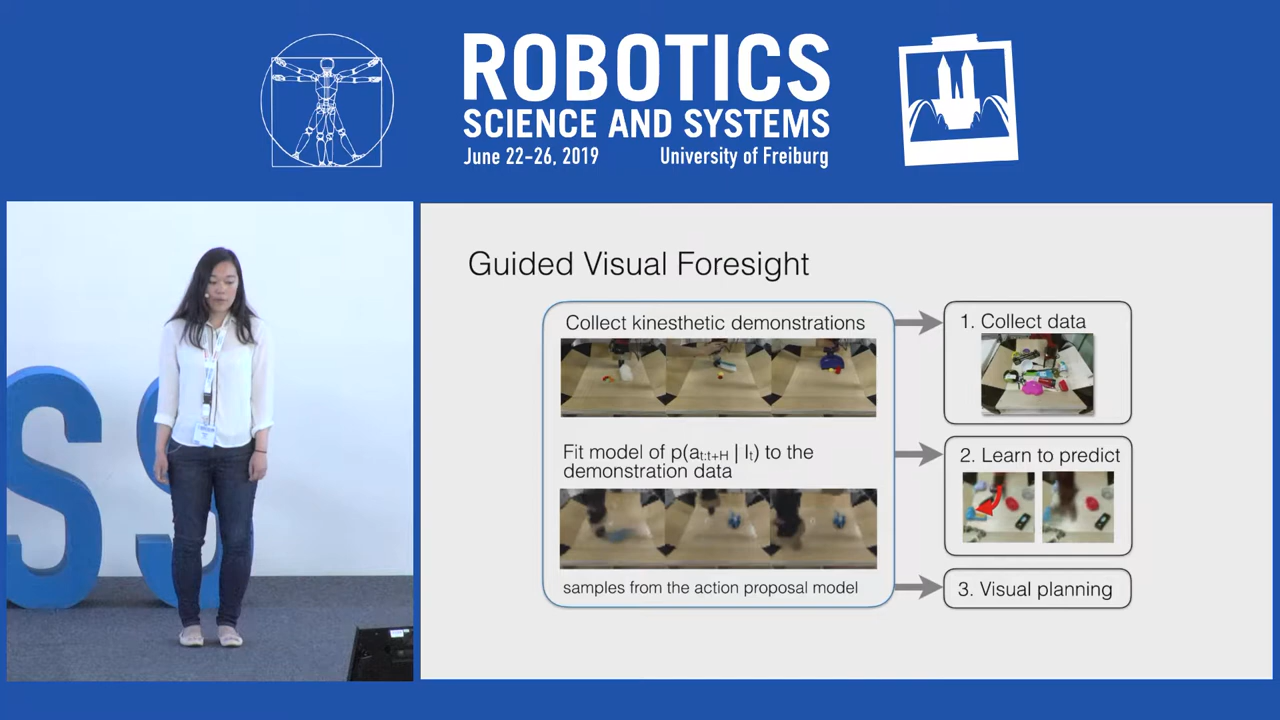 ROBOTICS
SCIENCE AND SYSTEMS
June 22-26, 2019 University of Freiburg
SS
Guided Visual Foresight
Collect kinesthetic demonstrations
Fit model of p(at:t+H | It) to the
demonstration data
samples from the action proposal model
1. Collect data
2. Learn to predict
3. Visual planning